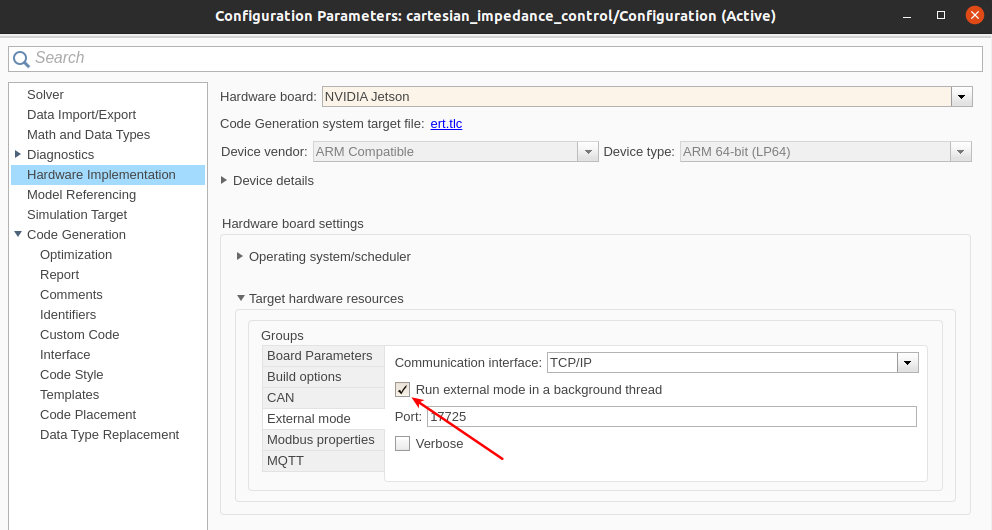 Configuration Parameters: cartesian_impedance_control/Configuration (Active)
Search
Solver
Data Import/Export
Math and Data Types
Diagnostics
Hardware Implementation
Model Referencing
Simulation Target
Code Generation
Optimization
Report
Comments
Identifiers
Custom Code
Interface
Code Style
Templates
Code Placement
Data Type Replacement
Hardware board: NVIDIA Jetson
Code Generation system target file: ert.tlc
Device vendor: ARM Compatible Device type: ARM 64-bit (LP64)
Device details
Hardware board settings
Operating system/scheduler
Target hardware resources
Groups
Board Parameters
Build options
CAN
External mode
Modbus properties
MQTT
Communication interface: TCP/IP
Run external mode in a background thread
Port: 17725
Verbose